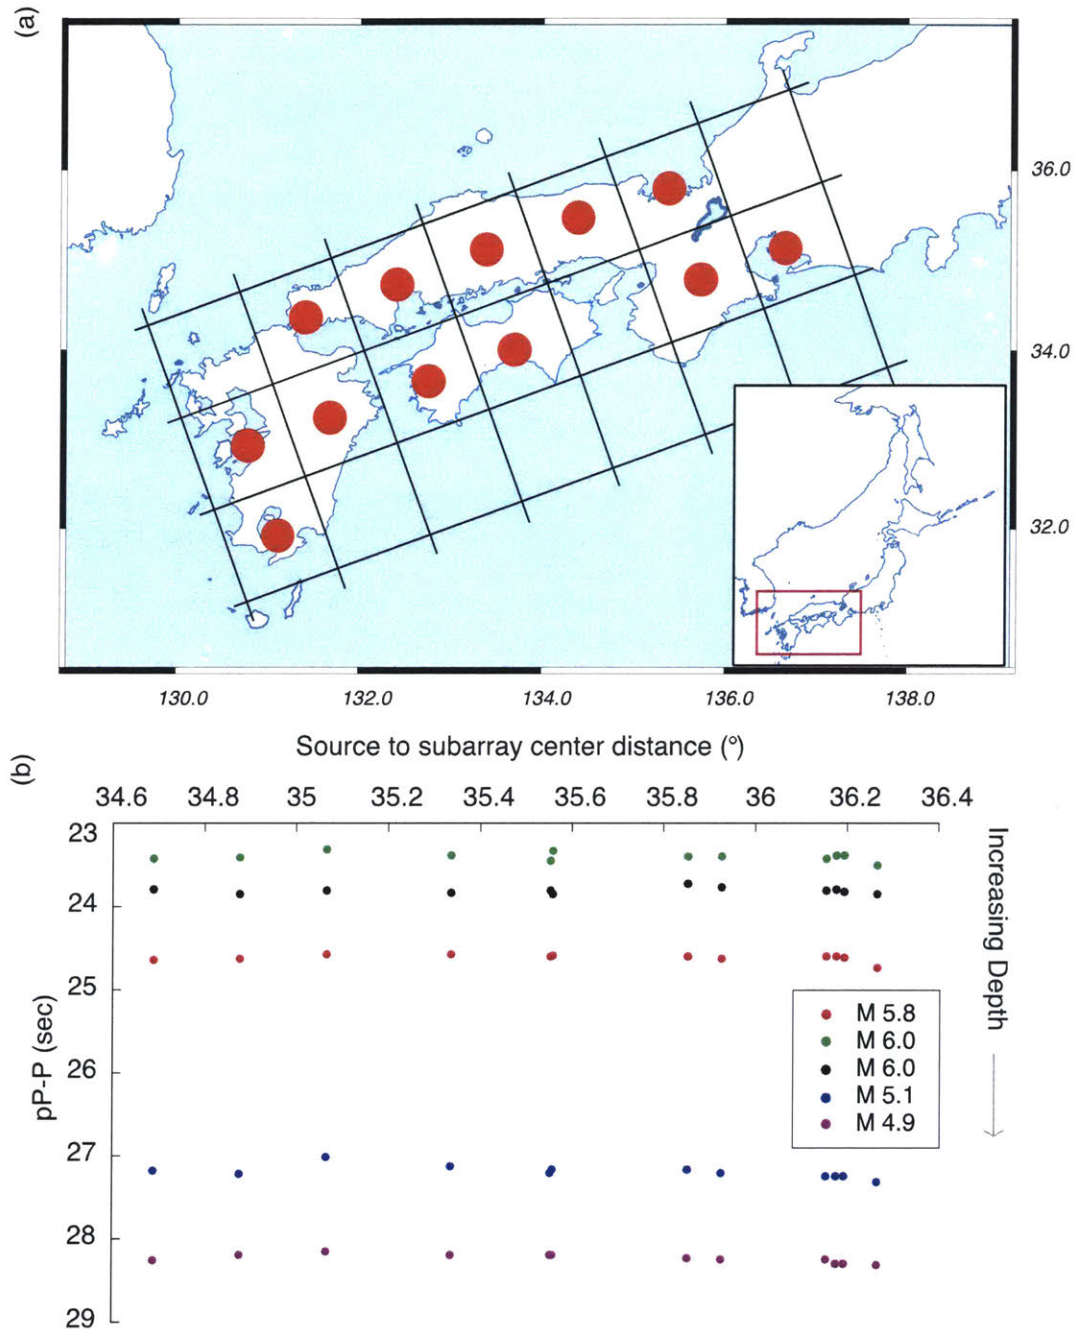 (a)
36.0
34.0
32.0
130.0 132.0 134.0 136.0 138.0
Source to subarray center distance (°)
(b)
34.6 34.8 35 35.2 35.4 35.6 35.8 36 36.2 36.4
23
24
25
26
27
28
29
pP-P (sec)
Increasing Depth
M 5.8
M 6.0
M 6.0
M 5.1
M 4.9